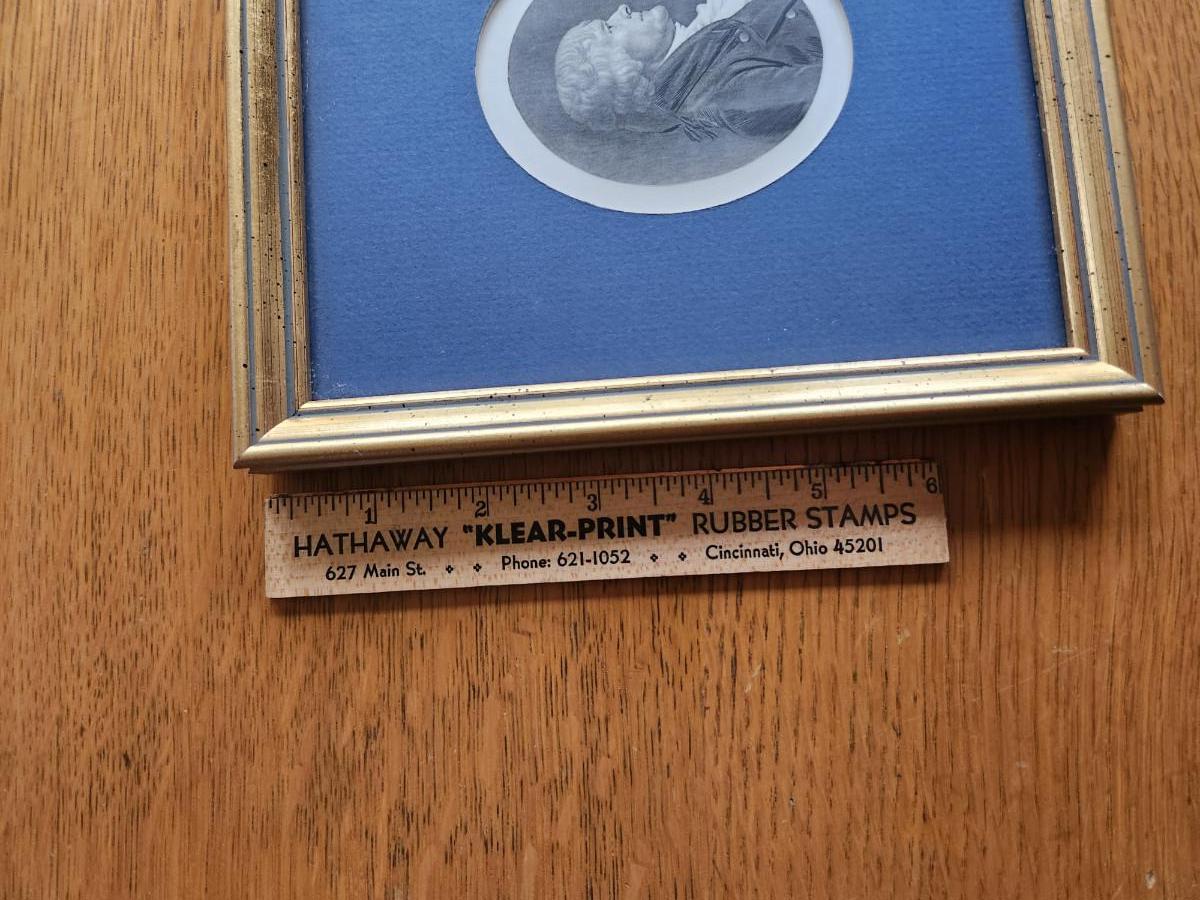 1 2 3 4 5 6
HATHAWAY "KLEAR-PRINT" RUBBER STAMPS
627 Main St. Phone: 621-1052 Cincinnati, Ohio 45201